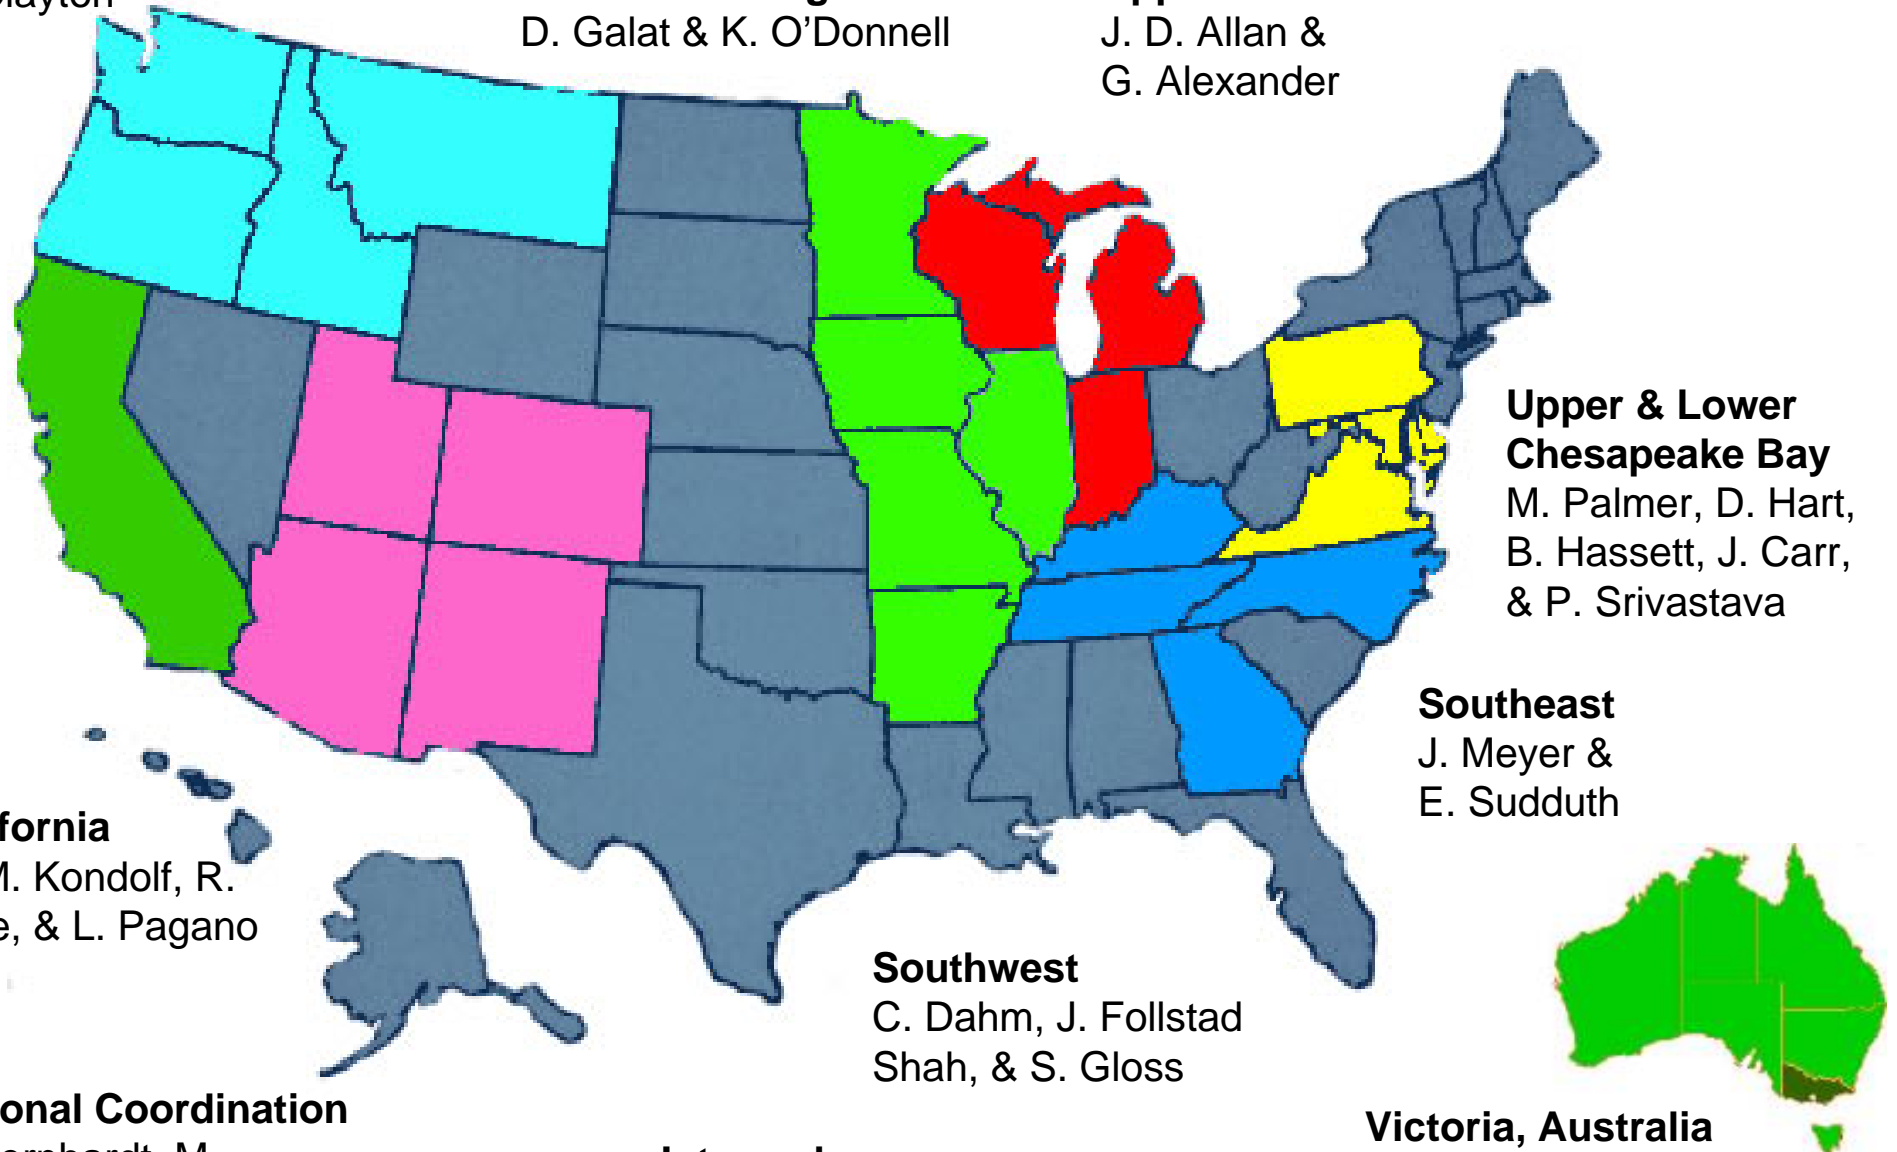 D. Galat & K. O’Donnell
J. D. Allan &
G. Alexander
Upper & Lower
Chesapeake Bay
M. Palmer, D. Hart,
B. Hassett, J. Carr,
& P. Srivastava
Southeast
J. Meyer &
E. Sudduth
fornia
M. Kondolf, R.
e, & L. Pagano
Southwest
C. Dahm, J. Follstad
Shah, & S. Gloss
onal Coordination
Victoria, Australia